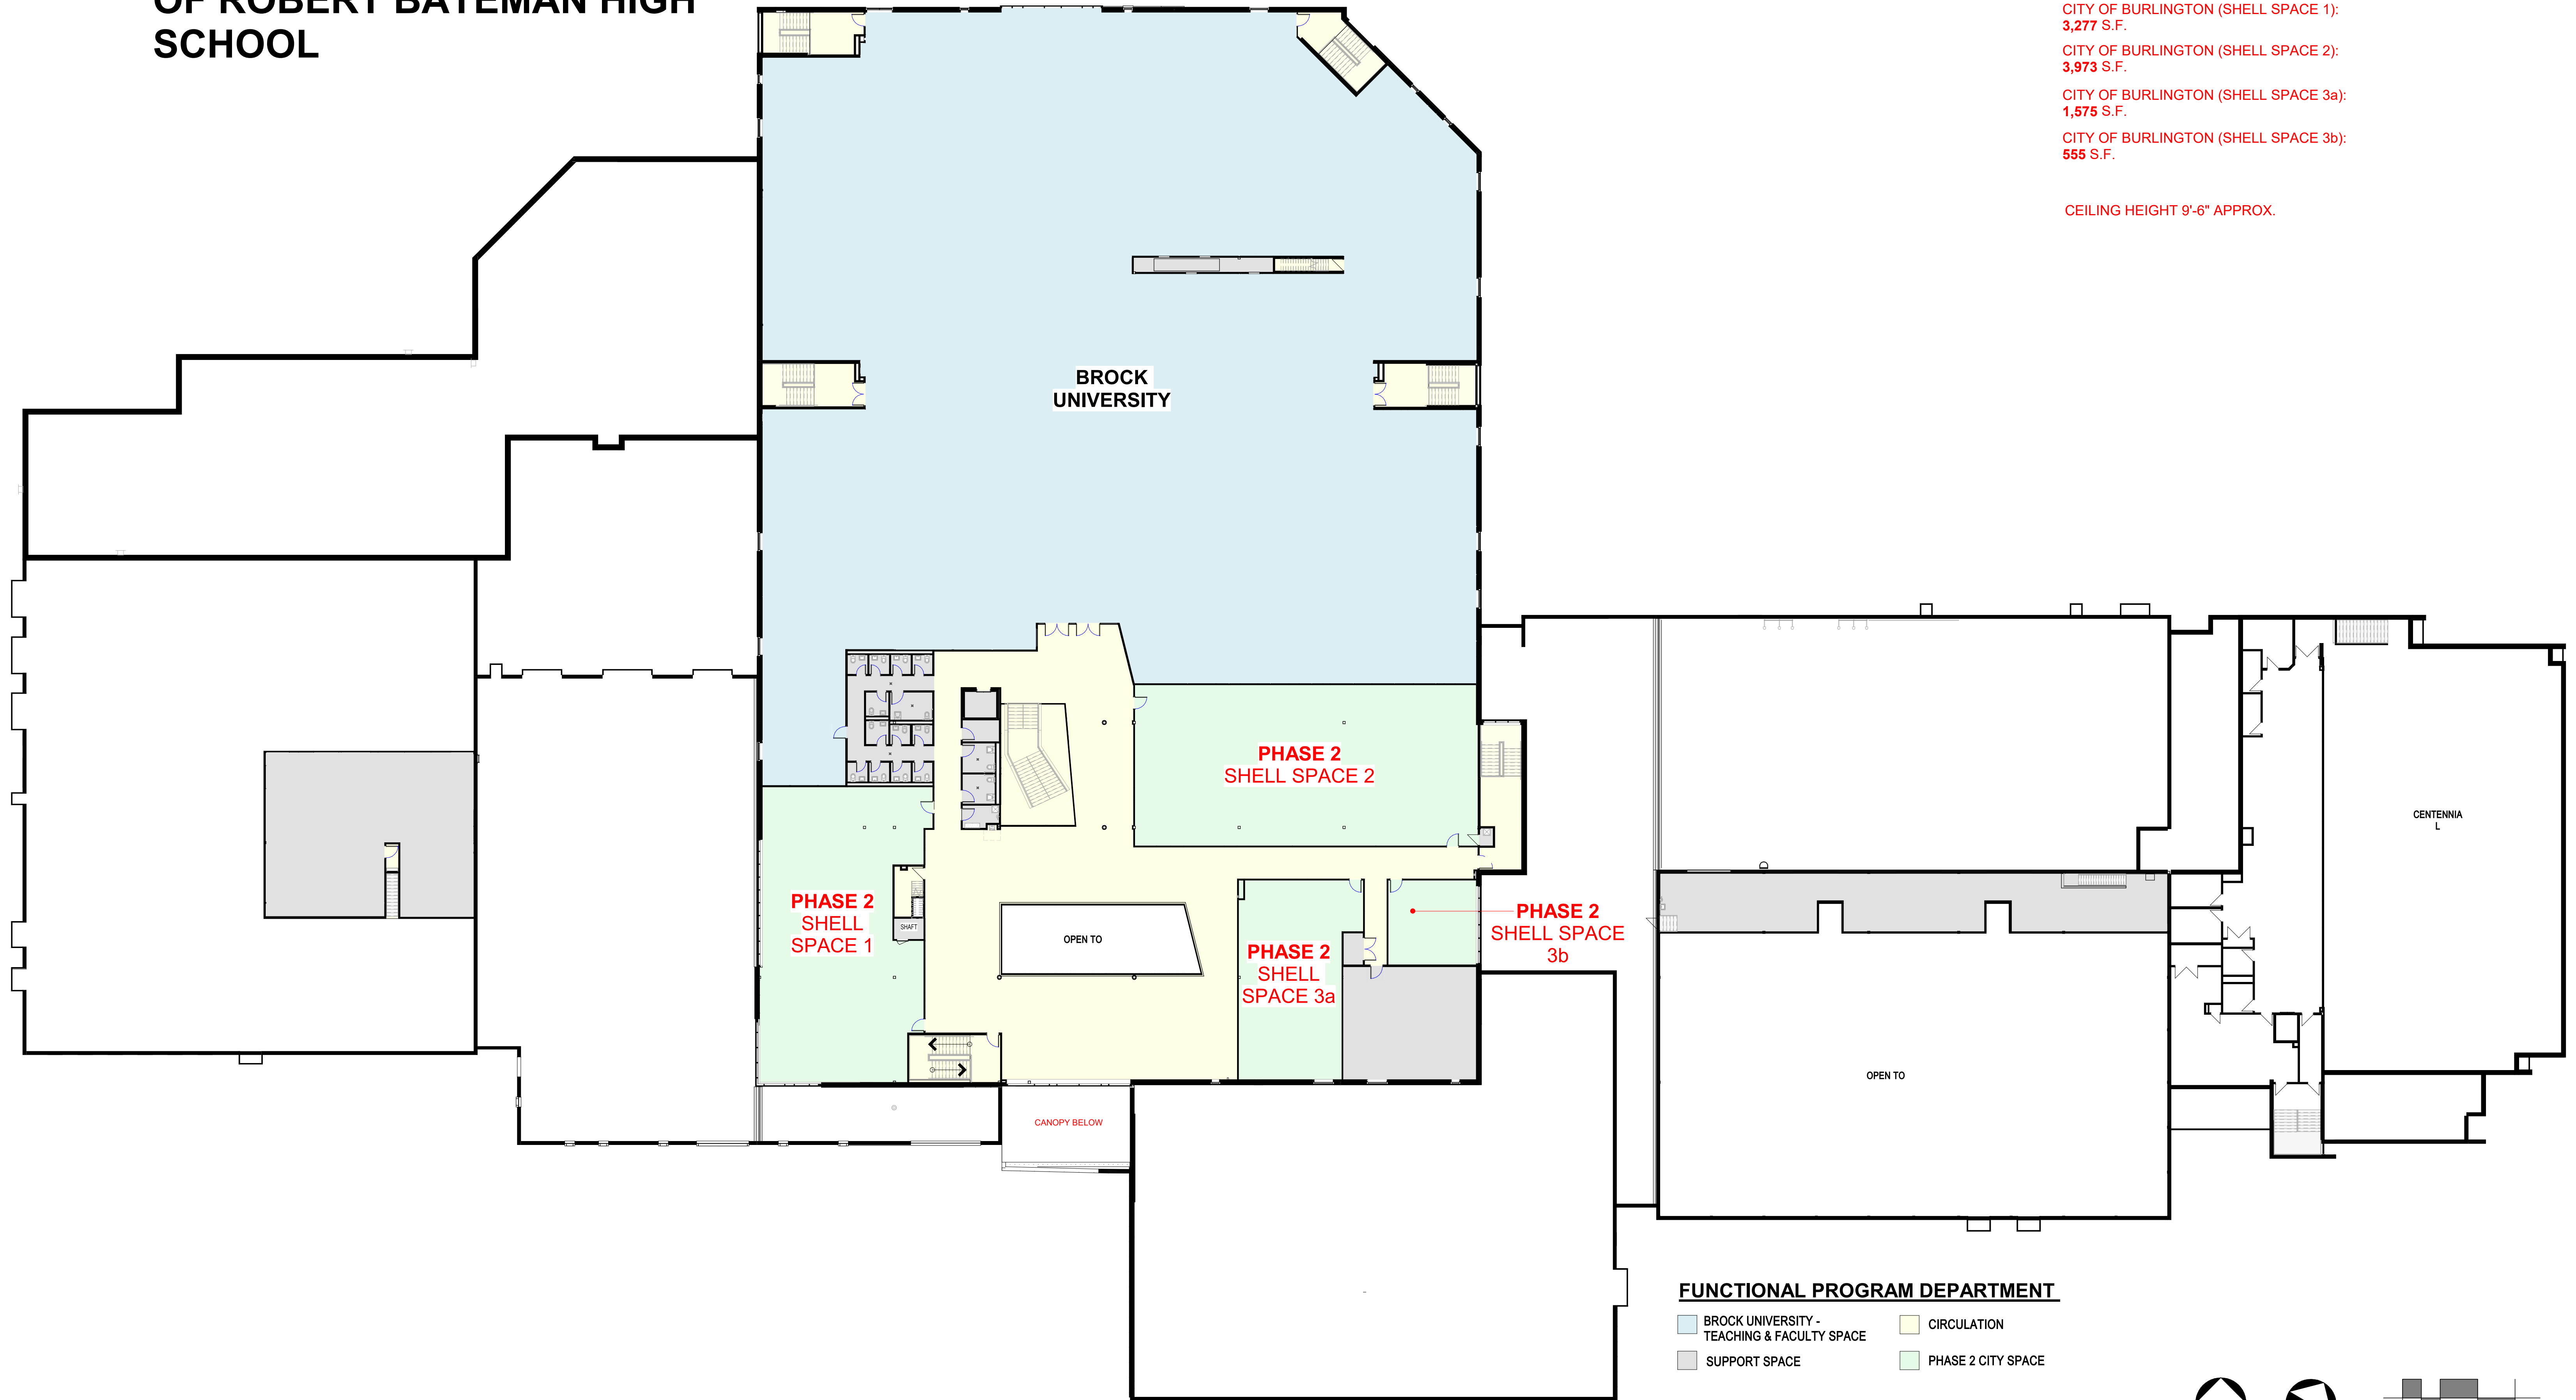 OF ROBERT BATEMAN HIGH
SCHOOL
CITY OF BURLINGTON (SHELL SPACE 1):
3,277 S.F.
CITY OF BURLINGTON (SHELL SPACE 2):
3,973 S.F.
CITY OF BURLINGTON (SHELL SPACE 3a):
1,575 S.F.
CITY OF BURLINGTON (SHELL SPACE 3b):
555 S.F.
CEILING HEIGHT 9'-6" APPROX.
BROCK
UNIVERSITY
PHASE 2
SHELL SPACE 2
CENTENNIA
L
PHASE 2
SHELL
SPACE 1
SHAFT
OPEN TO
PHASE 2
SHELL
SPACE 3a
PHASE 2
SHELL SPACE
3b
OPEN TO
CANOPY BELOW
FUNCTIONAL PROGRAM DEPARTMENT
BROCK UNIVERSITY -
TEACHING & FACULTY SPACE
CIRCULATION
SUPPORT SPACE
PHASE 2 CITY SPACE